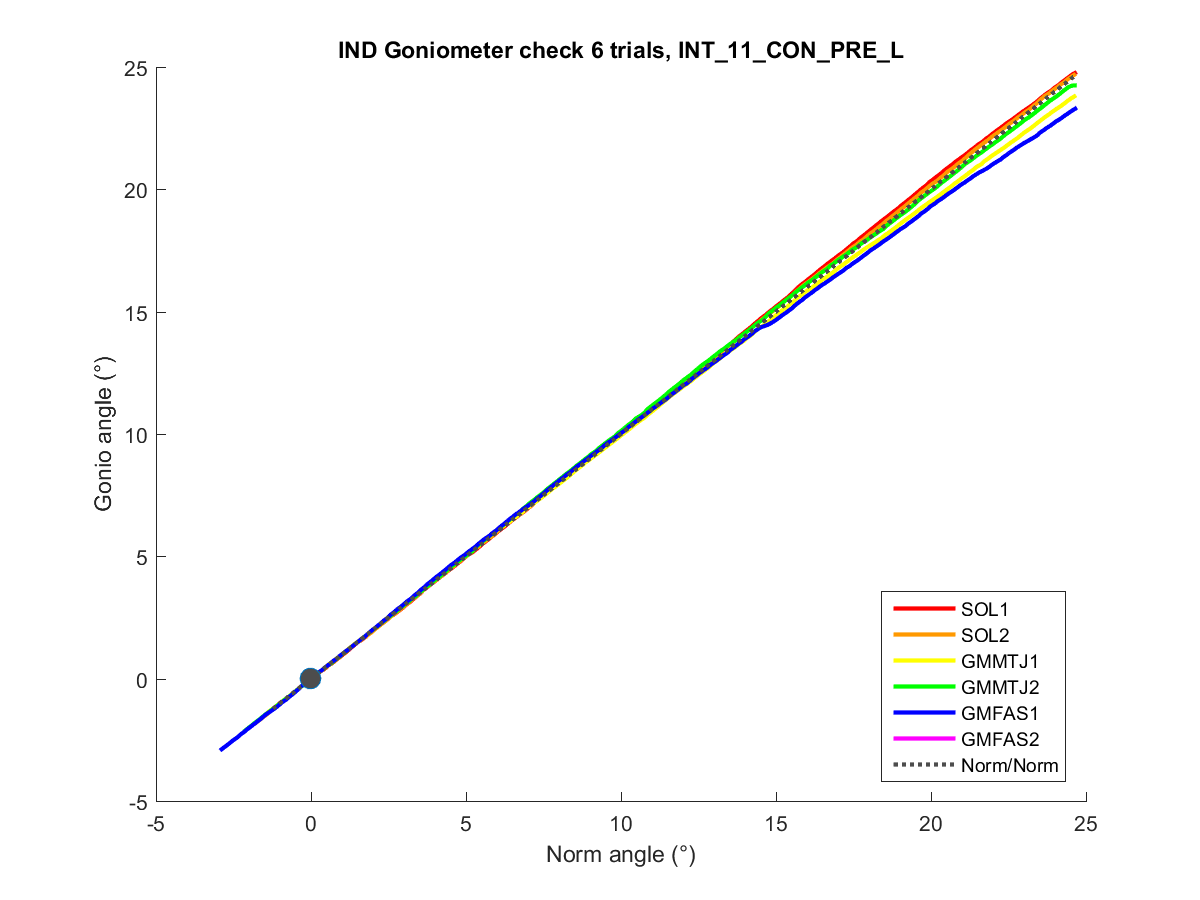 IND Goniometer check 6 trials, INT_11_CON_PRE_L
25
20
15
10
5
0
-5
Gonio angle (°)
-5 0 5 10 15 20 25
Norm angle (°)
SOL1
SOL2
GMMTJ1
GMMTJ2
GMFAS1
GMFAS2
Norm/Norm